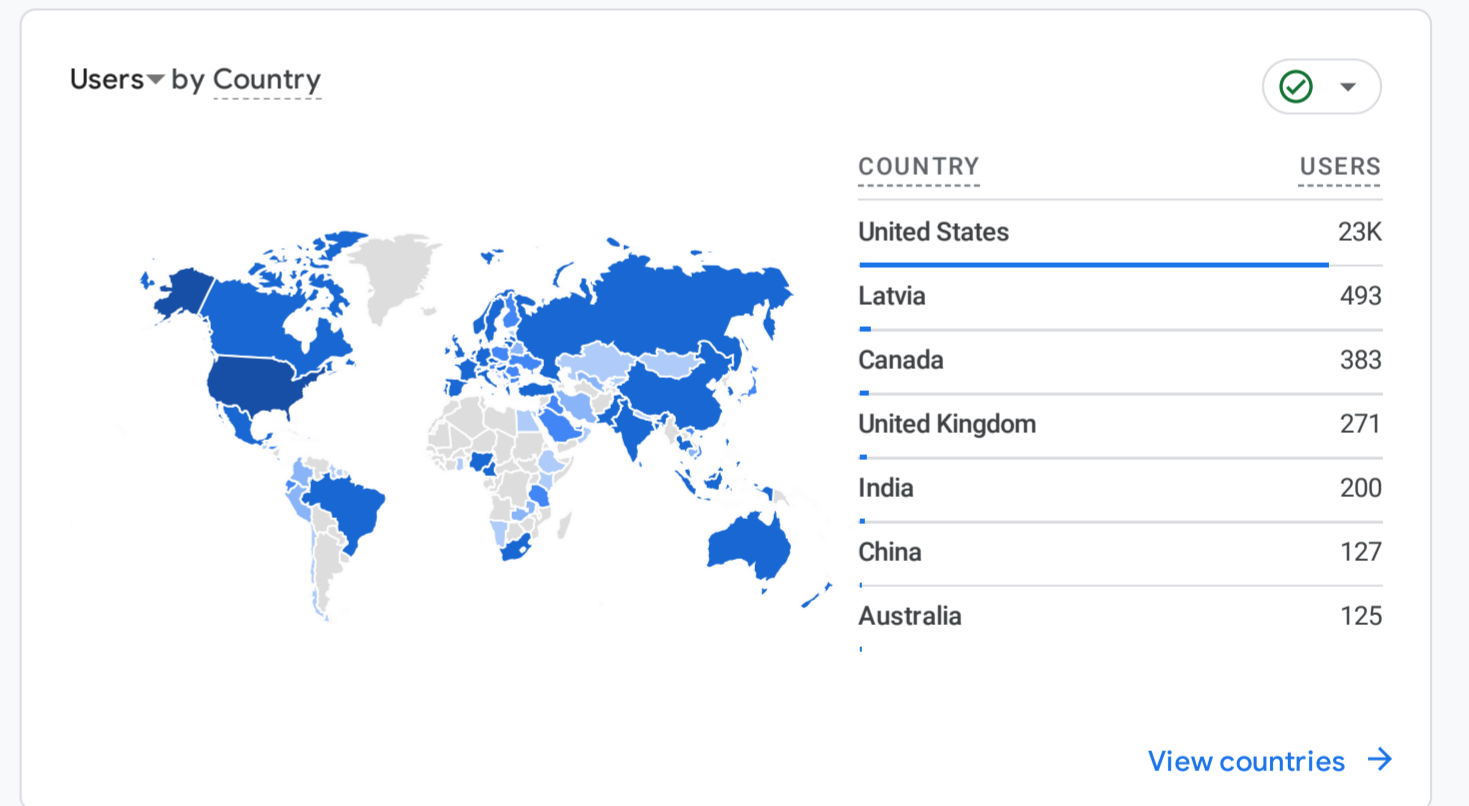 Users by Country
COUNTRY USERS
United States 23K
Latvia 493
Canada 383
United Kingdom 271
India 200
China 127
Australia 125
View countries